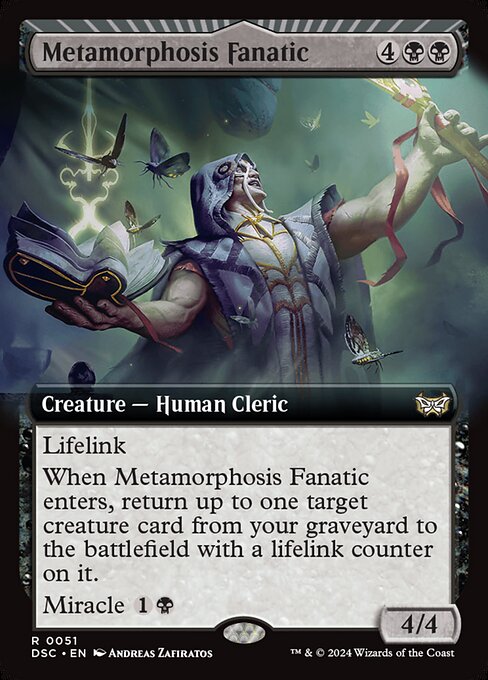 Metamorphosis Fanatic 4
Creature — Human Cleric
Lifelink
When Metamorphosis Fanatic
enters, return up to one target
creature card from your graveyard to
the battlefield with a lifelink counter
on it.
Miracle 1
4/4
R 0051
DSC • EN Andreas Zafiratos
™ & © 2024 Wizards of the Coast